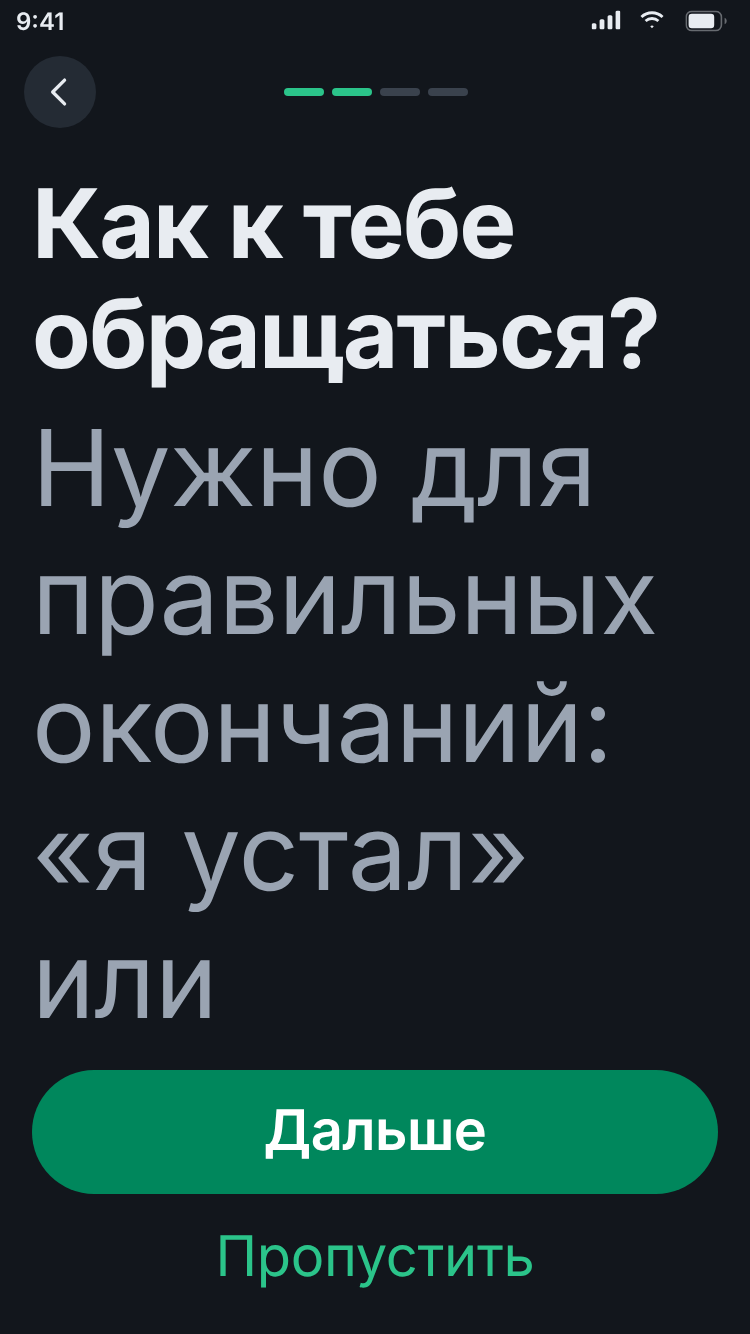 9:41
Как к тебе
обращаться?
Нужно для
правильных
окончаний:
«я устал»
или
Дальше
Пропустить